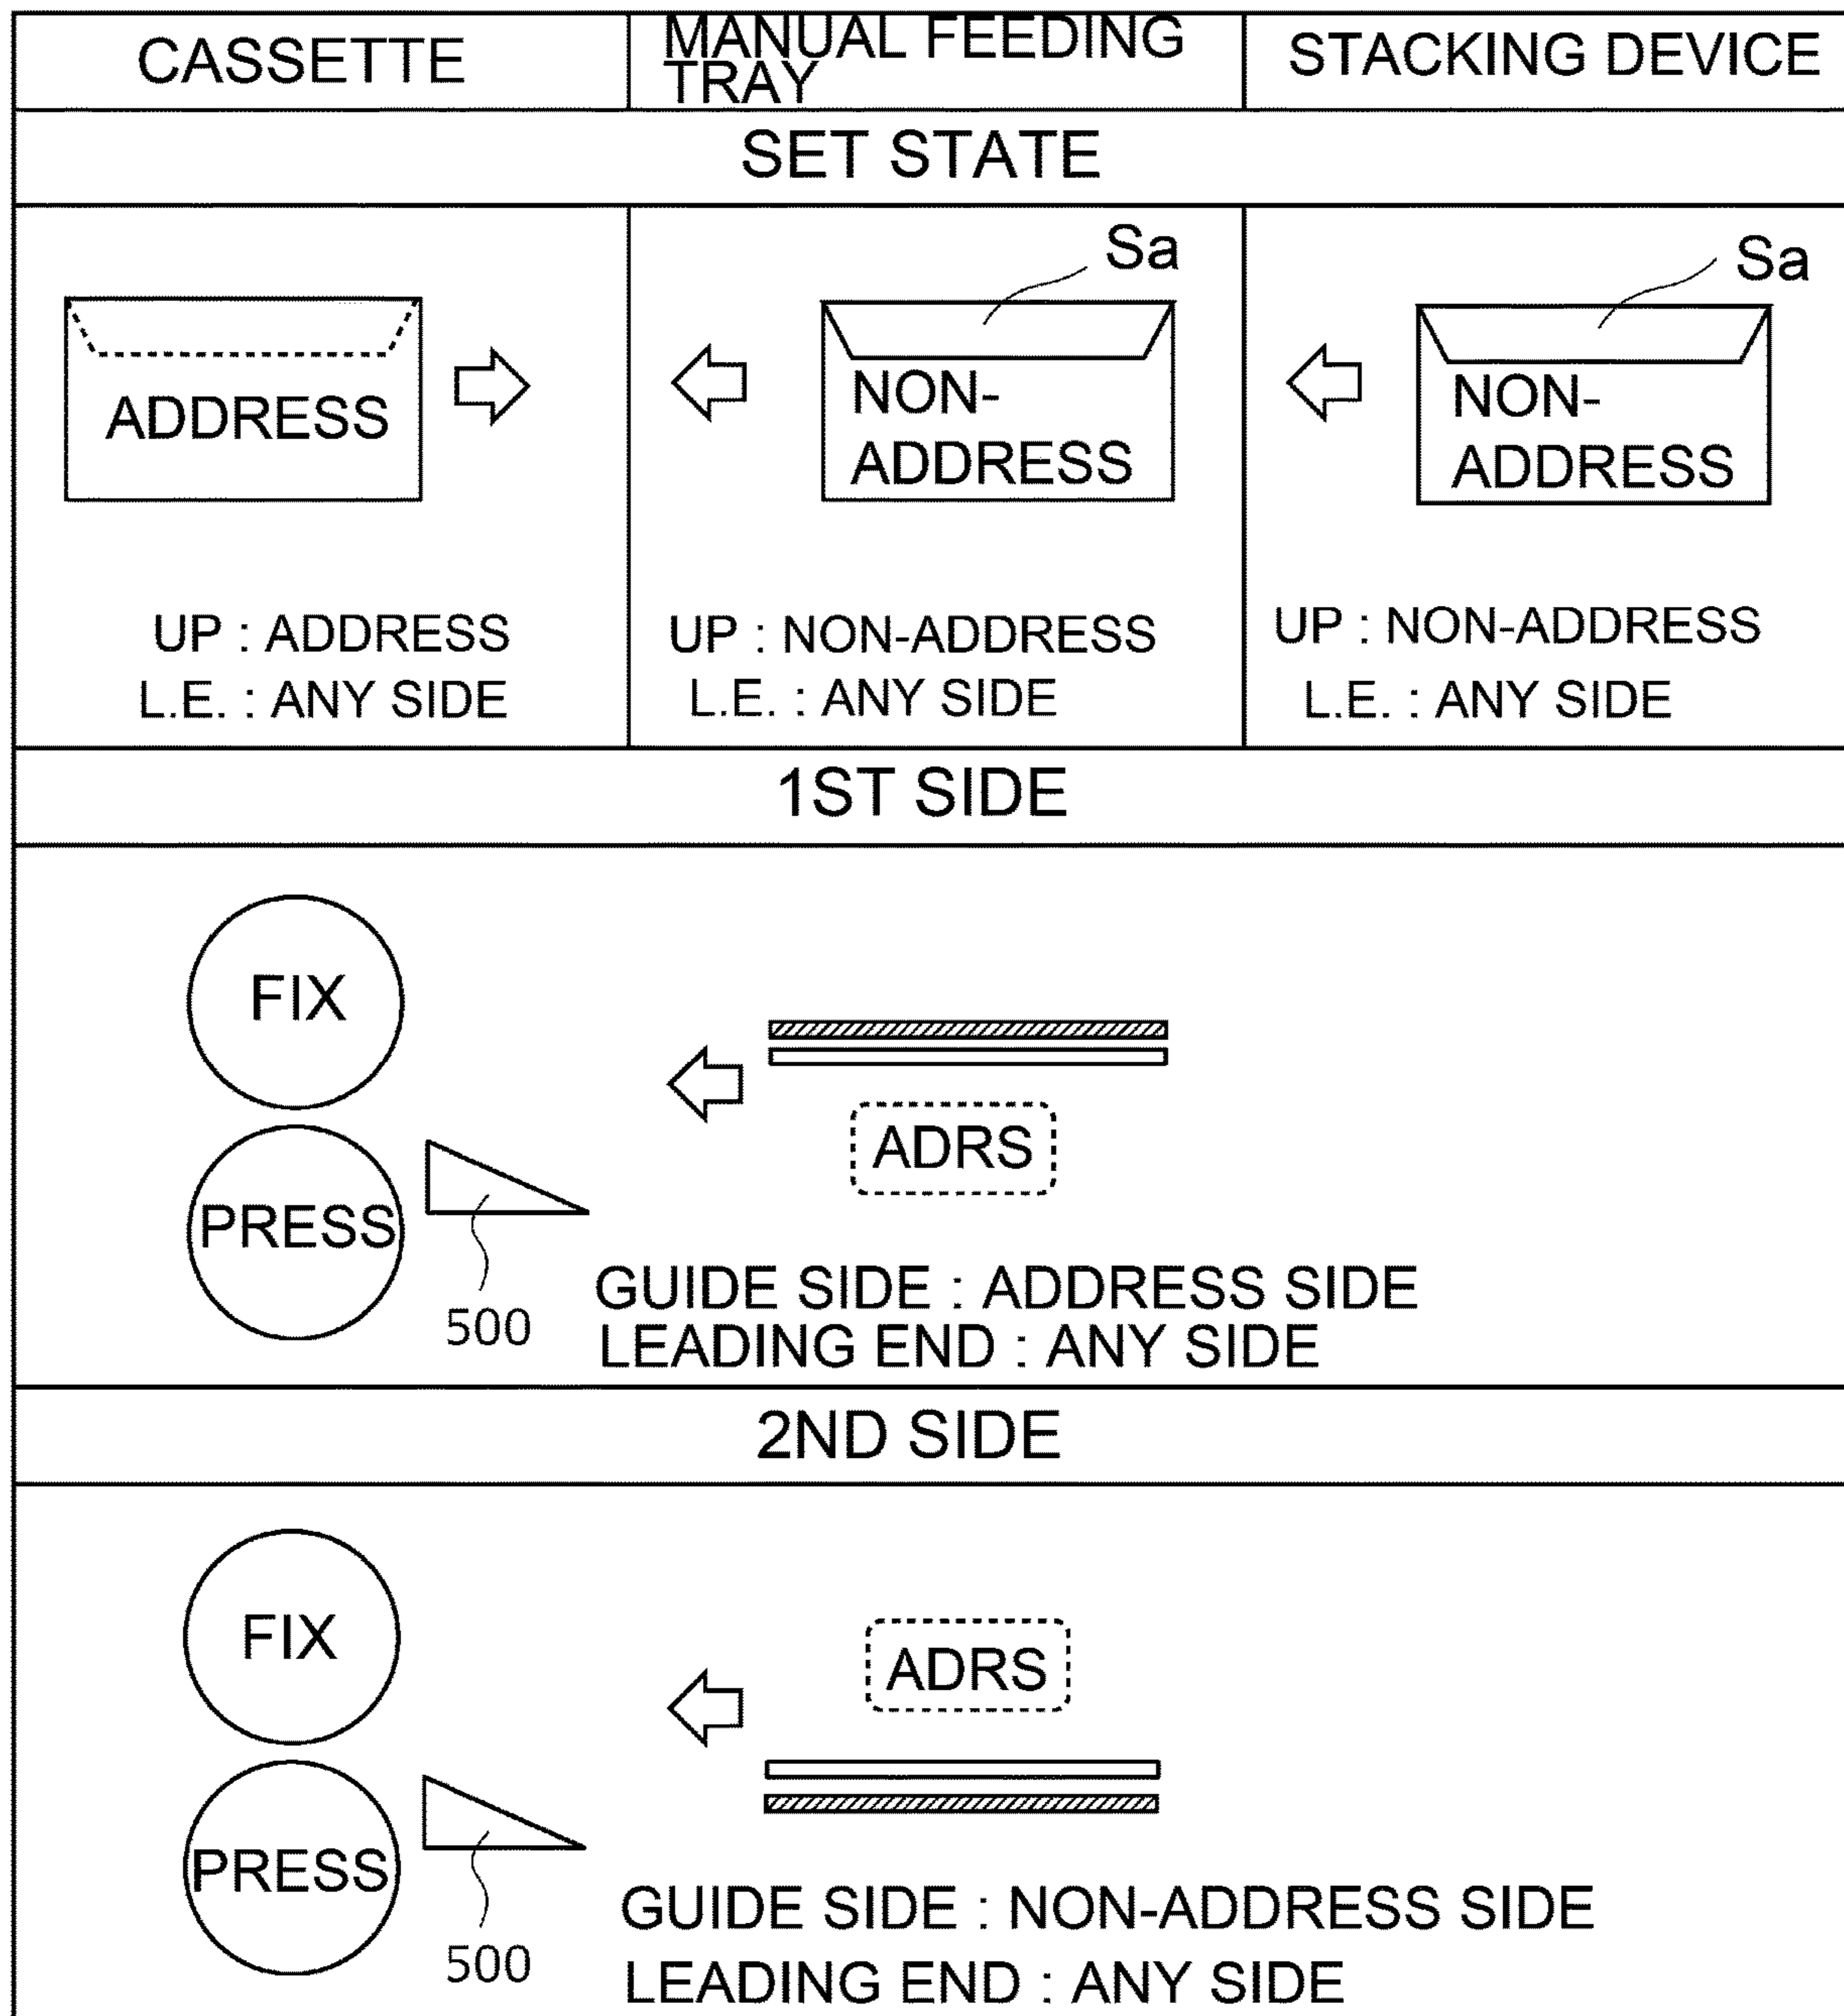 CASSETTE
MANUAL FEEDING
TRAY
STACKING DEVICE
SET STATE
ADDRESS
UP : ADDRESS
L.E. : ANY SIDE
Sa
NON-
ADDRESS
UP : NON-ADDRESS
L.E. : ANY SIDE
Sa
NON-
ADDRESS
UP : NON-ADDRESS
L.E. : ANY SIDE
1ST SIDE
FIX
PRESS
500
ADRS
GUIDE SIDE : ADDRESS SIDE
LEADING END : ANY SIDE
2ND SIDE
FIX
PRESS
500
ADRS
GUIDE SIDE : NON-ADDRESS SIDE
LEADING END : ANY SIDE